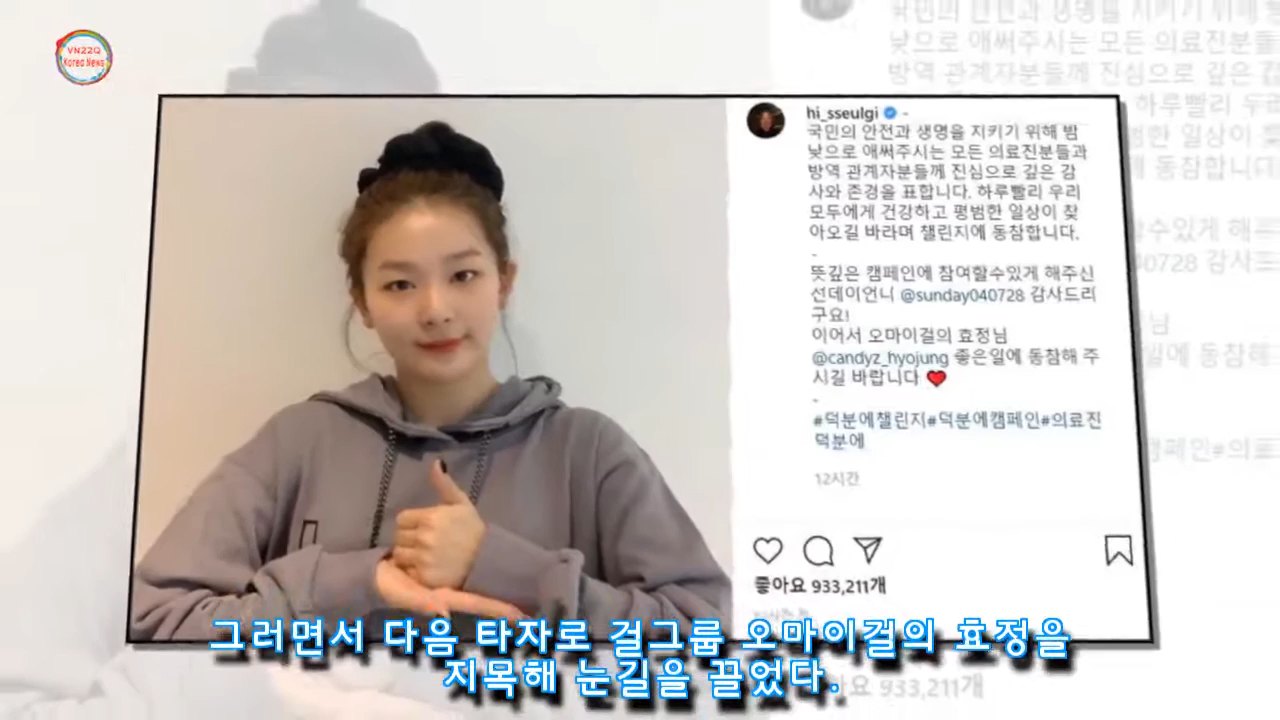 VN22Q
Korea News
hi_sseulgi
국민의 안전과 생명을 지키기 위해 밤
낮으로 애써주시는 모든 의료진분들과
방역 관계자분들께 진심으로 깊은 감
사와 존경을 표합니다. 하루빨리 우리
모두에게 건강하고 평범한 일상이 찾
아오길 바라며 챌린지에 동참합니다.
-
뜻깊은 캠페인에 참여할수있게 해주신
선데이언니 @sunday040728 감사드리
구요!
이어서 오마이걸의 효정님
@candyz_hyojung 좋은일에 동참해 주
시길 바랍니다 ❤️
-
#덕분에챌린지#덕분에캠페인#의료진
덕분에
12시간
좋아요 933,211개
그러면서 다음 타자로 걸그룹 오마이걸의 효정을
지목해 눈길을 끌었다.